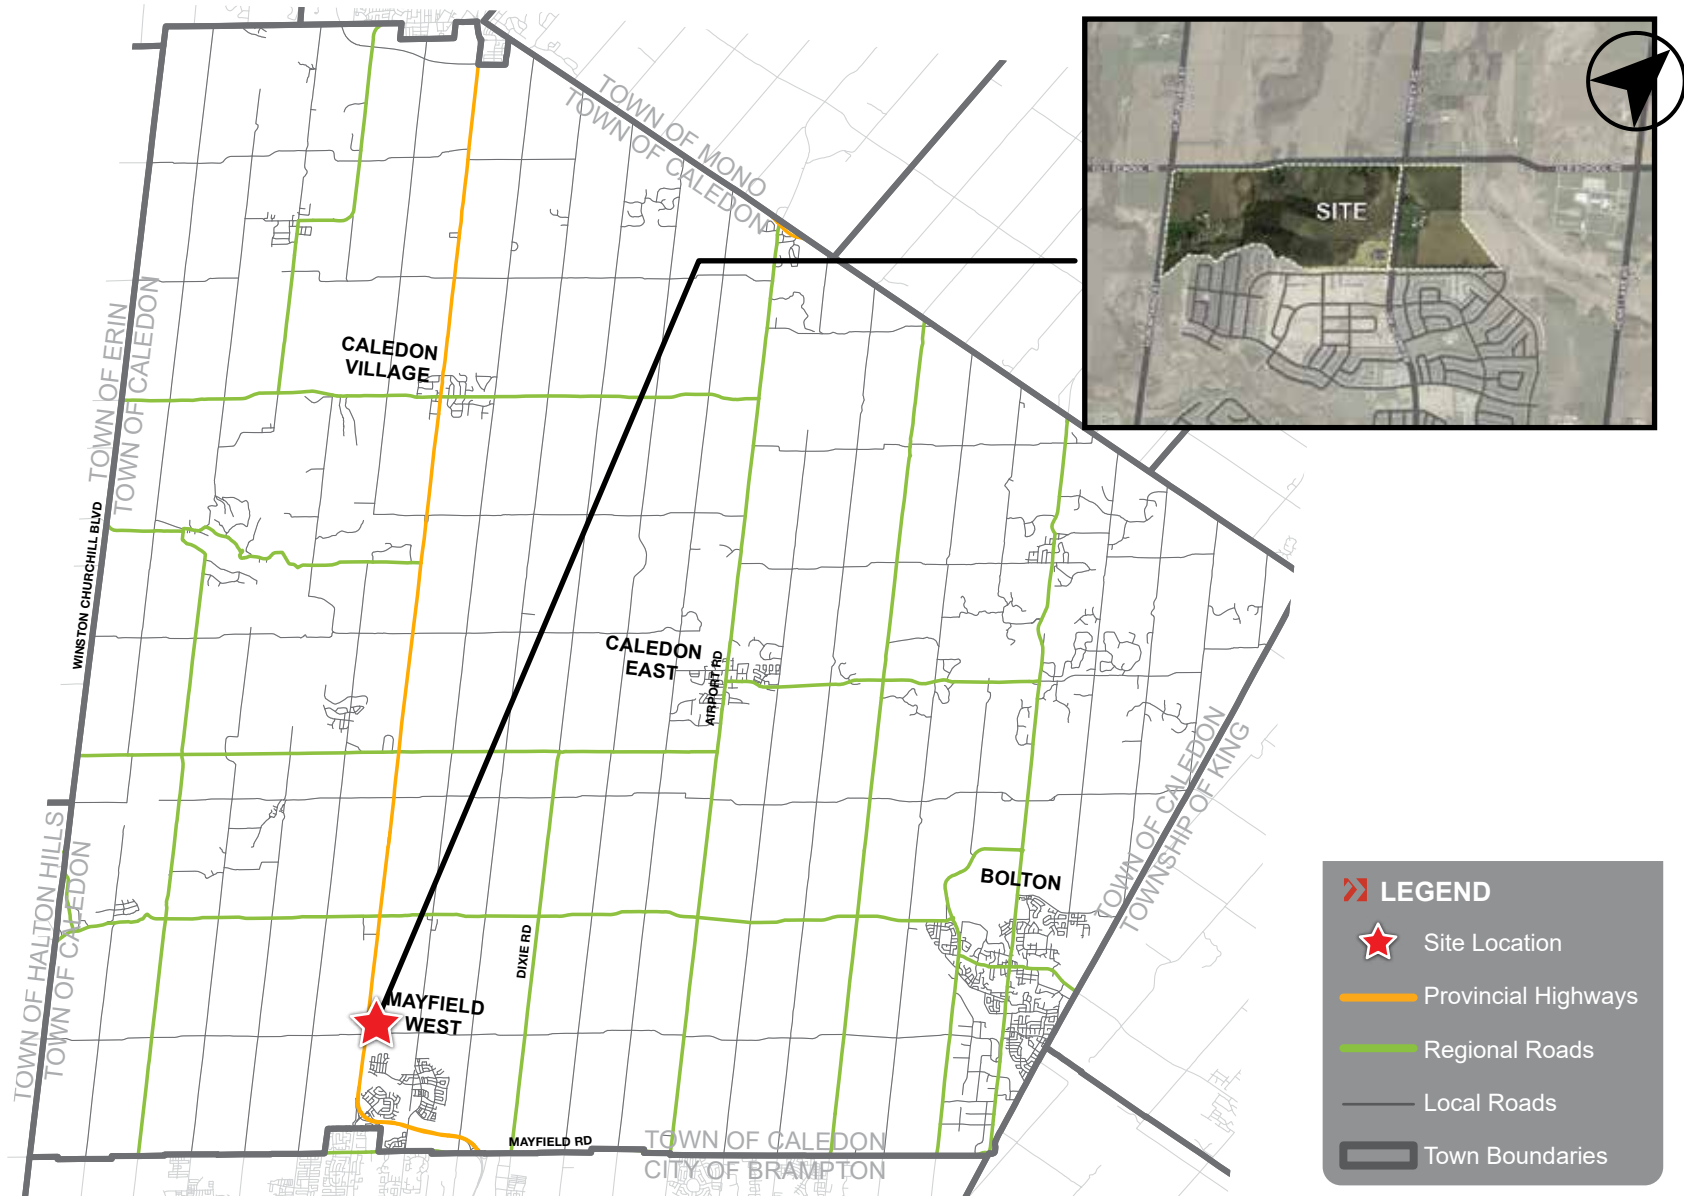 TOWN OF MONO
TOWN OF CALEDON
SITE
TOWN OF ERIN
TOWN OF CALEDON
CALEDON
VILLAGE
WINSTON CHURCHILL BLVD
CALEDON
EAST
AIRPORT RD
TOWN OF CALEDON
TOWNSHIP OF KING
TOWN OF HALTON HILLS
TOWN OF CALEDON
BOLTON
DIXIE RD
MAYFIELD
WEST
MAYFIELD RD
TOWN OF CALEDON
CITY OF BRAMPTON
LEGEND
Site Location
Provincial Highways
Regional Roads
Local Roads
Town Boundaries